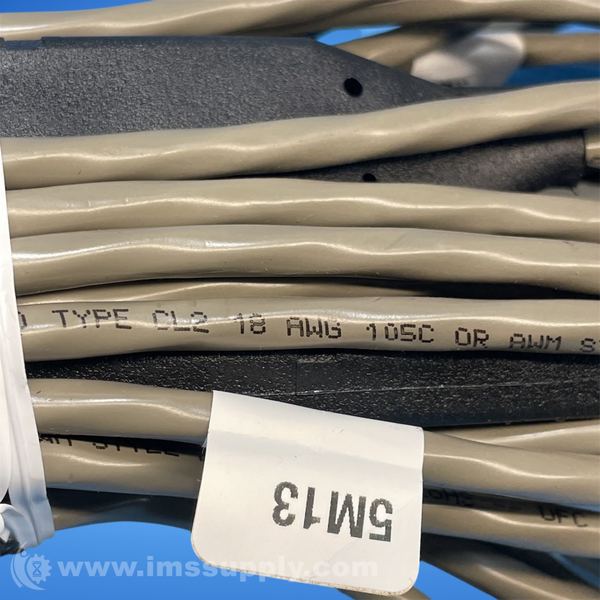 TYPE CL2 18 AWG 105C OR AWM
5M13
www.imssupply.com